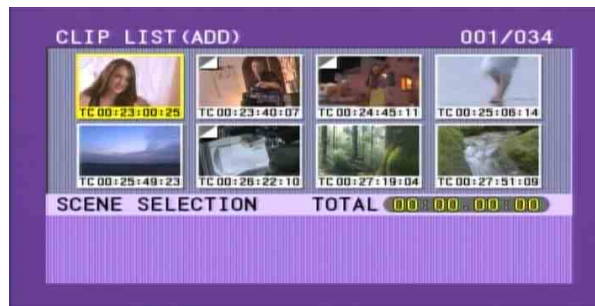 CLIP LIST(ADD) 001/034
TC 00:23:00:25 TC 00:23:40:07 TC 00:24:45:11 TC 00:25:06:14
TC 00:25:49:23 TC 00:26:22:10 TC 00:27:19:04 TC 00:27:51:09
SCENE SELECTION TOTAL 00:00.00:00